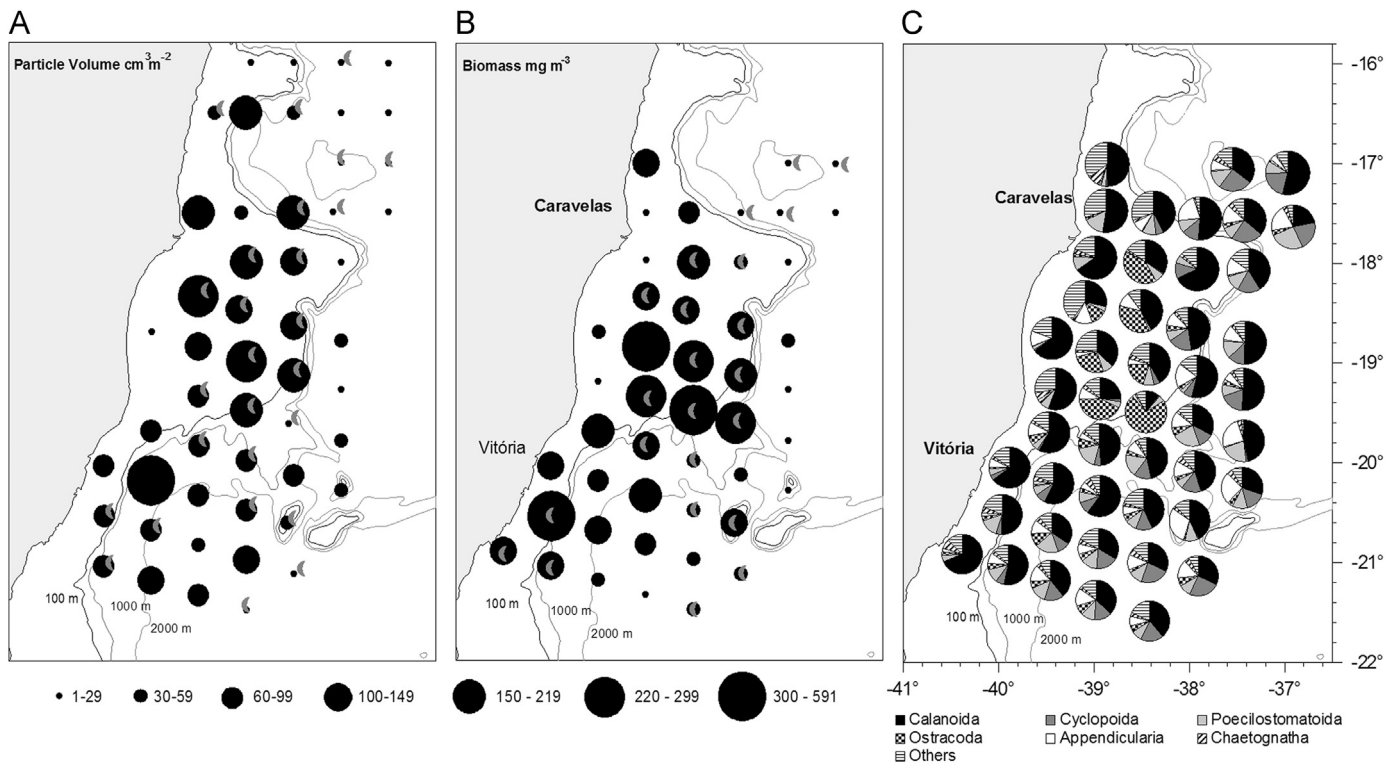 A
B
C
Particle Volume cm³m⁻²
Biomass mg m⁻³
Caravelas
Vitória
Caravelas
Vitória
100 m
1000 m
2000 m
100 m
1000 m
2000 m
100 m
1000 m
2000 m
-16°
-17°
-18°
-19°
-20°
-21°
-22°
-41
-40
-39
-38
-37
1-29
30-59
60-99
100-149
150 - 219
220 - 299
300 - 591
Calanoida
Cyclopoida
Poecilostomatoida
Ostracoda
Appendicularia
Chaetognatha
Others